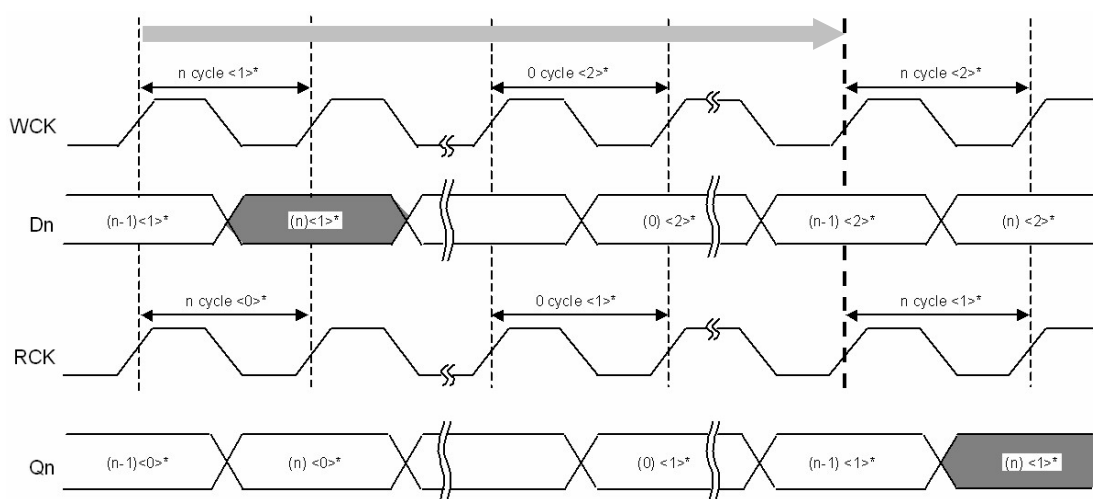 n cycle <1>* 0 cycle <2>* n cycle <2>*
WCK
Dn (n-1)<1>* (n)<1>* (0) <2>* (n-1) <2>* (n) <2>*
n cycle <0>* 0 cycle <1>* n cycle <1>*
RCK
Qn (n-1)<0>* (n) <0>* (0) <1>* (n-1) <1>* (n) <1>*